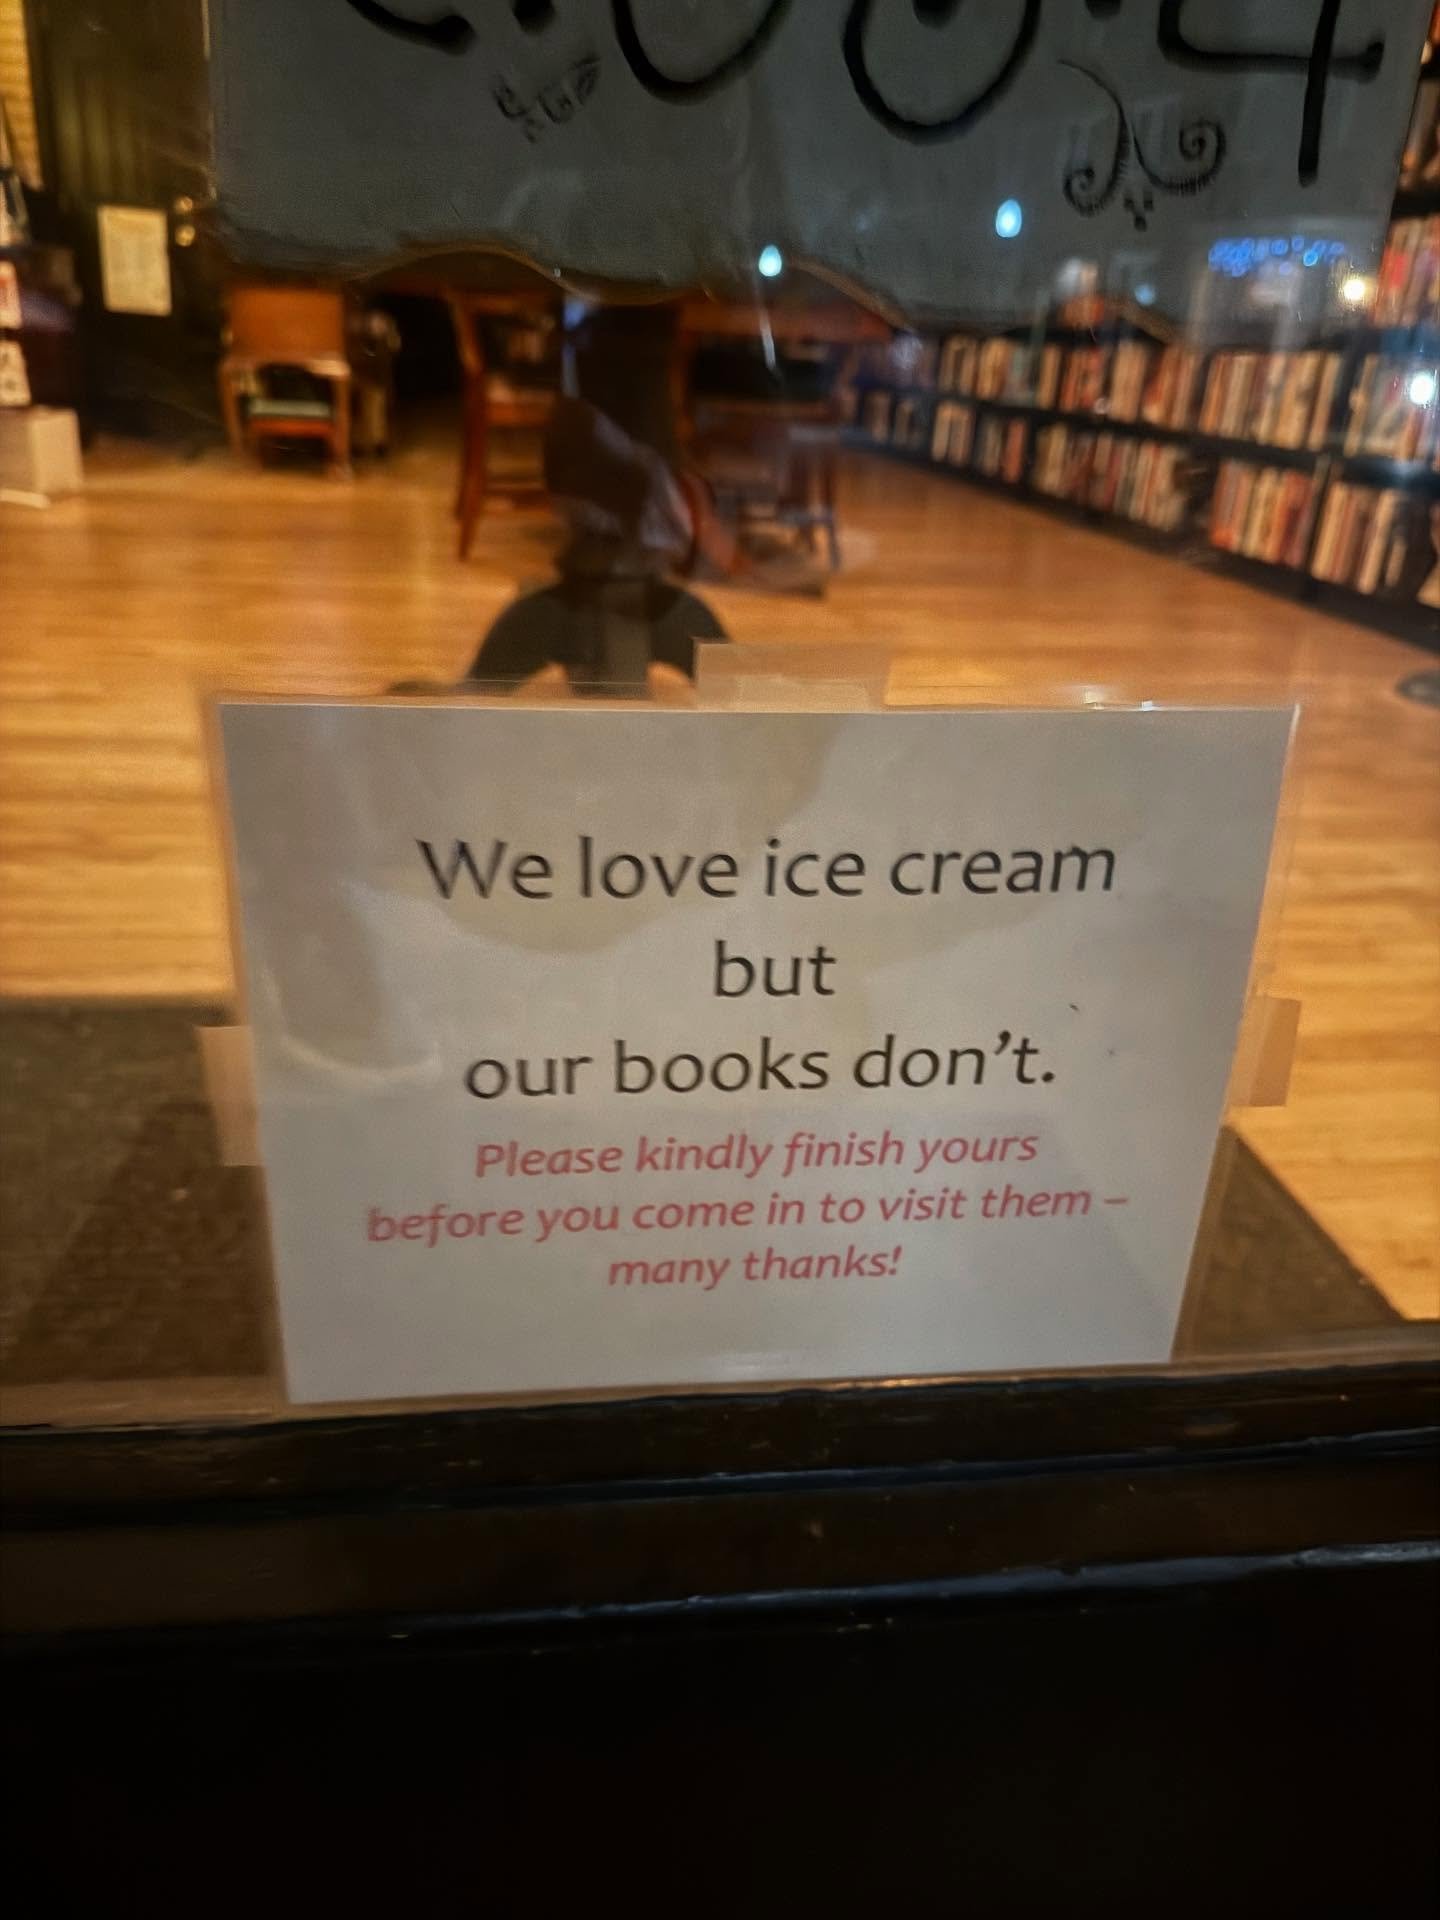 We love ice cream
but
our books don't.
Please kindly finish yours
before you come in to visit them –
many thanks!